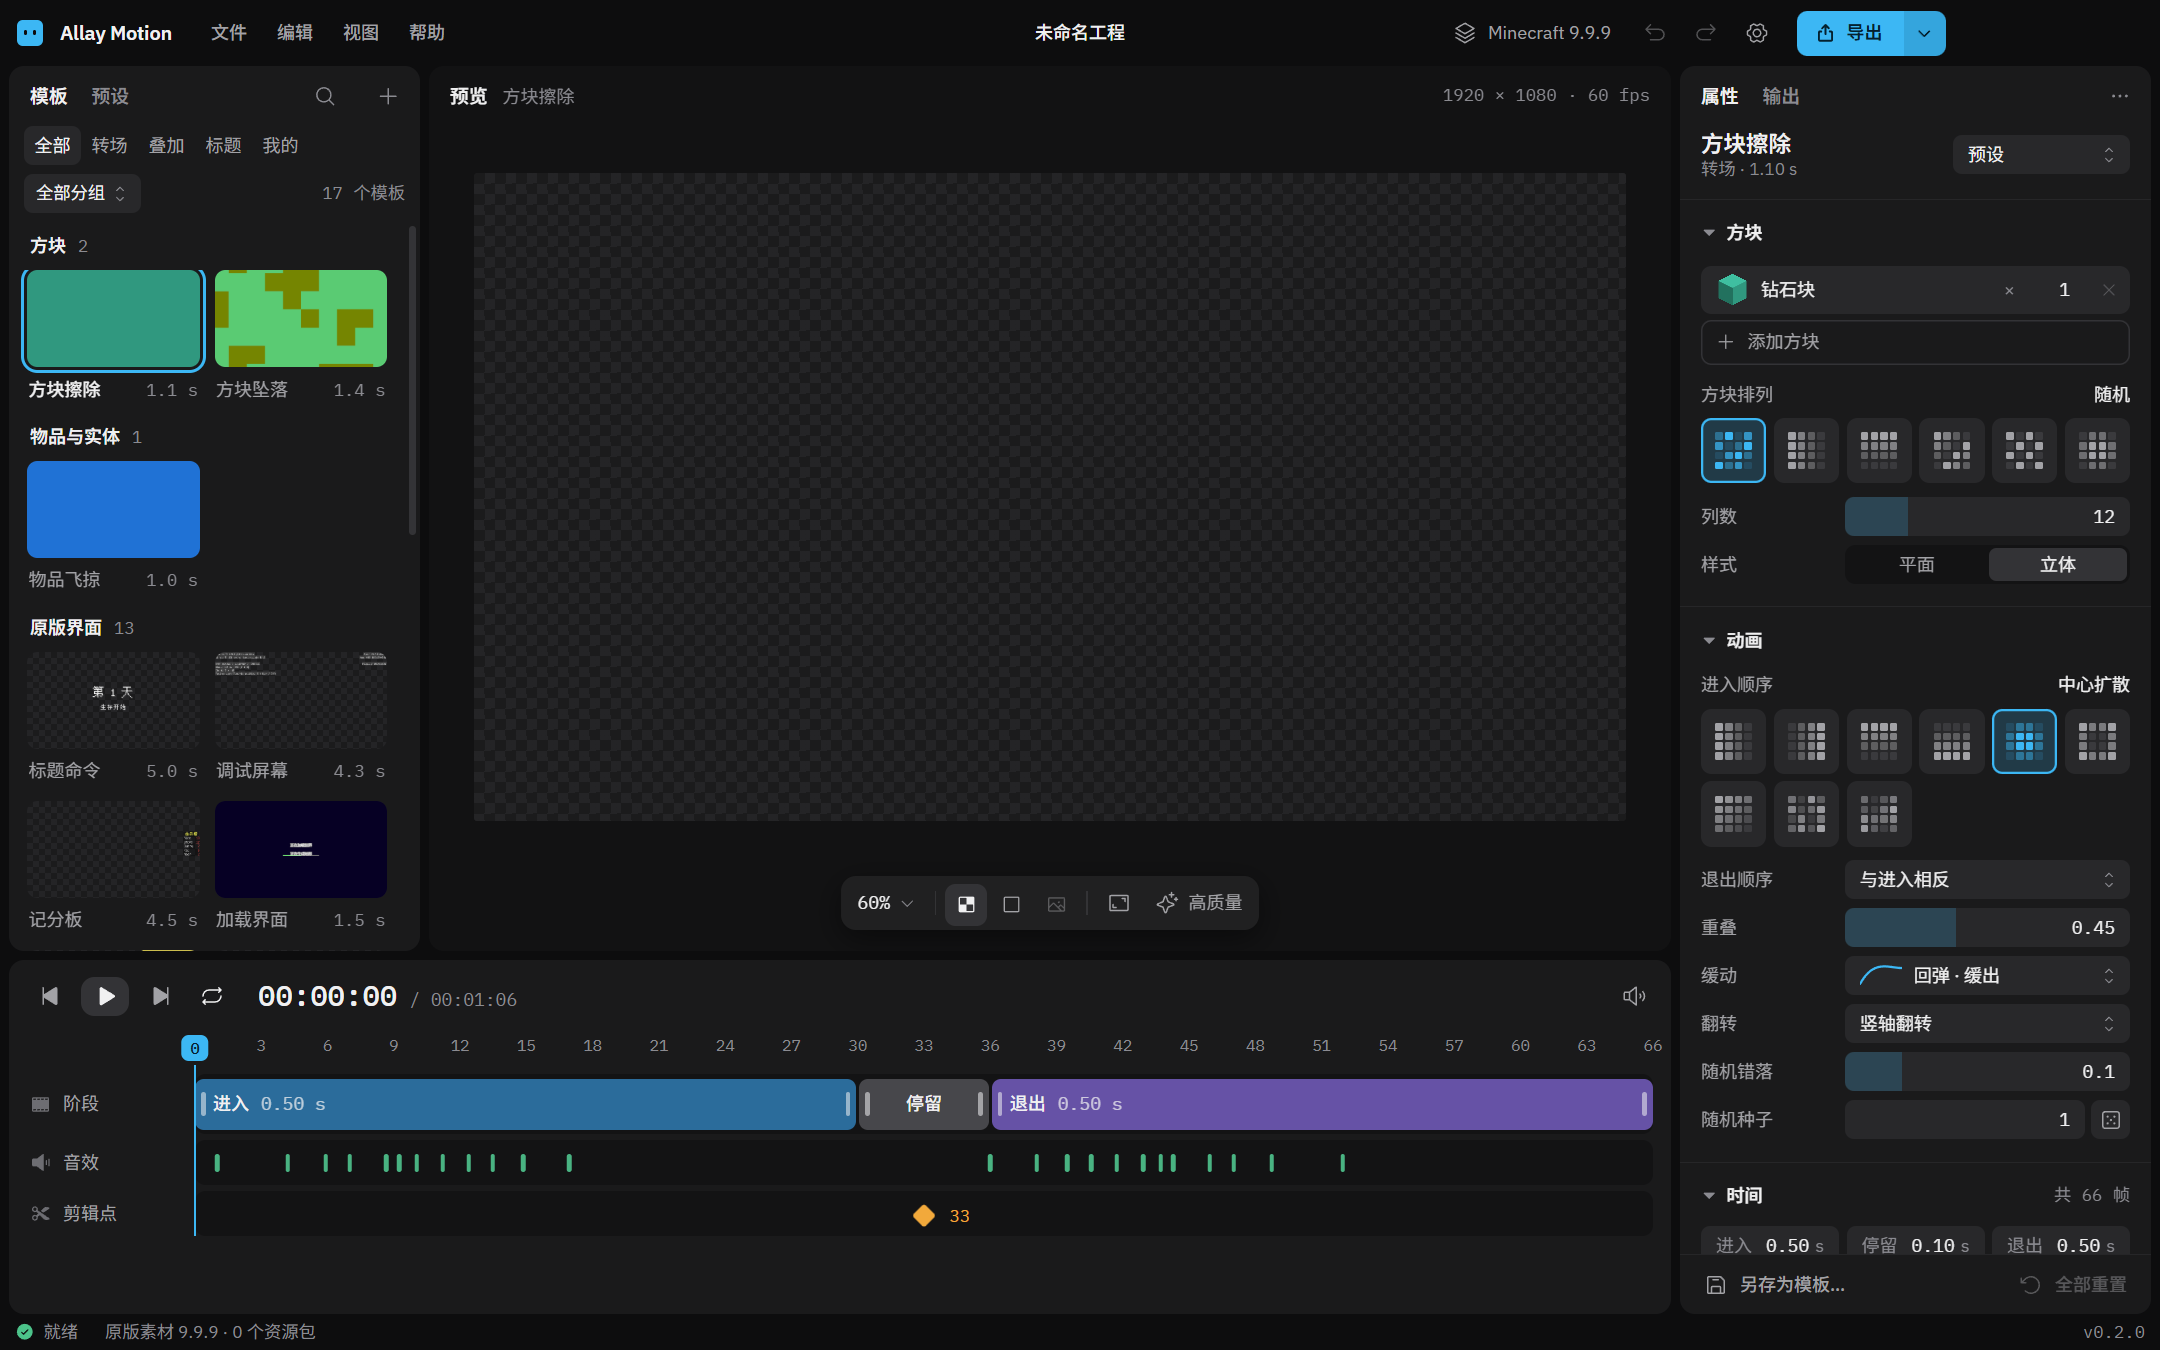 Allay Motion 文件 编辑 视图 帮助
未命名工程
Minecraft 9.9.9
导出
模板 预设
全部 转场 叠加 标题 我的
全部分组
17 个模板
方块 2
方块擦除 1.1 s
方块坠落 1.4 s
物品与实体 1
物品飞掠 1.0 s
原版界面 13
第 1 天
生存开始
标题命令 5.0 s
调试屏幕 4.3 s
记分板 4.5 s
加载界面 1.5 s
预览 方块擦除
1920 × 1080 · 60 fps
60%
高质量
属性 输出
方块擦除
转场 · 1.10 s
预设
方块
钻石块 × 1
添加方块
方块排列 随机
列数 12
样式 平面 立体
动画
进入顺序 中心扩散
退出顺序 与进入相反
重叠 0.45
缓动 回弹 · 缓出
翻转 竖轴翻转
随机错落 0.1
随机种子 1
时间 共 66 帧
进入 0.50 s 停留 0.10 s 退出 0.50 s
另存为模板... 全部重置
00:00:00 / 00:01:06
0 3 6 9 12 15 18 21 24 27 30 33 36 39 42 45 48 51 54 57 60 63 66
阶段 进入 0.50 s 停留 退出 0.50 s
音效
剪辑点 33
就绪 原版素材 9.9.9 · 0 个资源包
v0.2.0